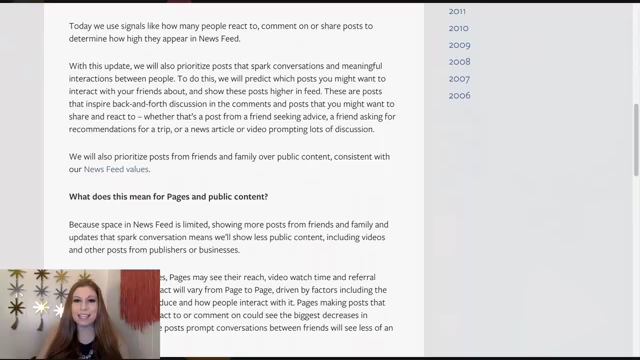 Today we use signals like how many people react to, comment on or share posts to
determine how high they appear in News Feed.
With this update, we will also prioritize posts that spark conversations and meaningful
interactions between people. To do this, we will predict which posts you might want to
interact with your friends about, and show these posts higher in feed. These are posts
that inspire back-and-forth discussion in the comments and posts that you might want to
share and react to – whether that's a post from a friend seeking advice, a friend asking for
recommendations for a trip, or a news article or video prompting lots of discussion.
We will also prioritize posts from friends and family over public content, consistent with
our News Feed values.
What does this mean for Pages and public content?
Because space in News Feed is limited, showing more posts from friends and family and
updates that spark conversation means we'll show less public content, including videos
and other posts from publishers or businesses.
Pages may see their reach, video watch time and referral
will vary from Page to Page, driven by factors including the
and how people interact with it. Pages making posts that
to or comment on could see the biggest decreases in
posts prompt conversations between friends will see less of an
2011
2010
2009
2008
2007
2006